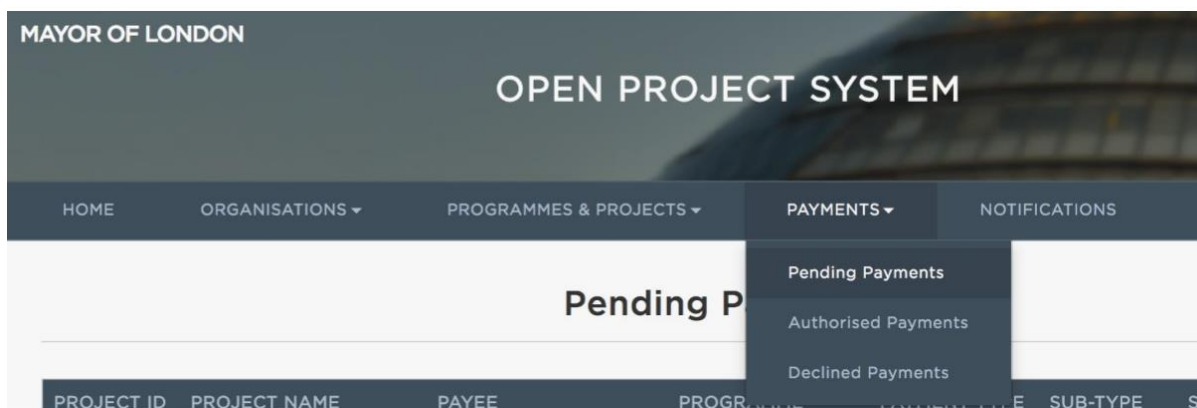 MAYOR OF LONDON
OPEN PROJECT SYSTEM
HOME ORGANISATIONS PROGRAMMES & PROJECTS PAYMENTS NOTIFICATIONS
Pending Payments
Pending P
Authorised Payments
Declined Payments
PROJECT ID PROJECT NAME PAYEE SUB-TYPE